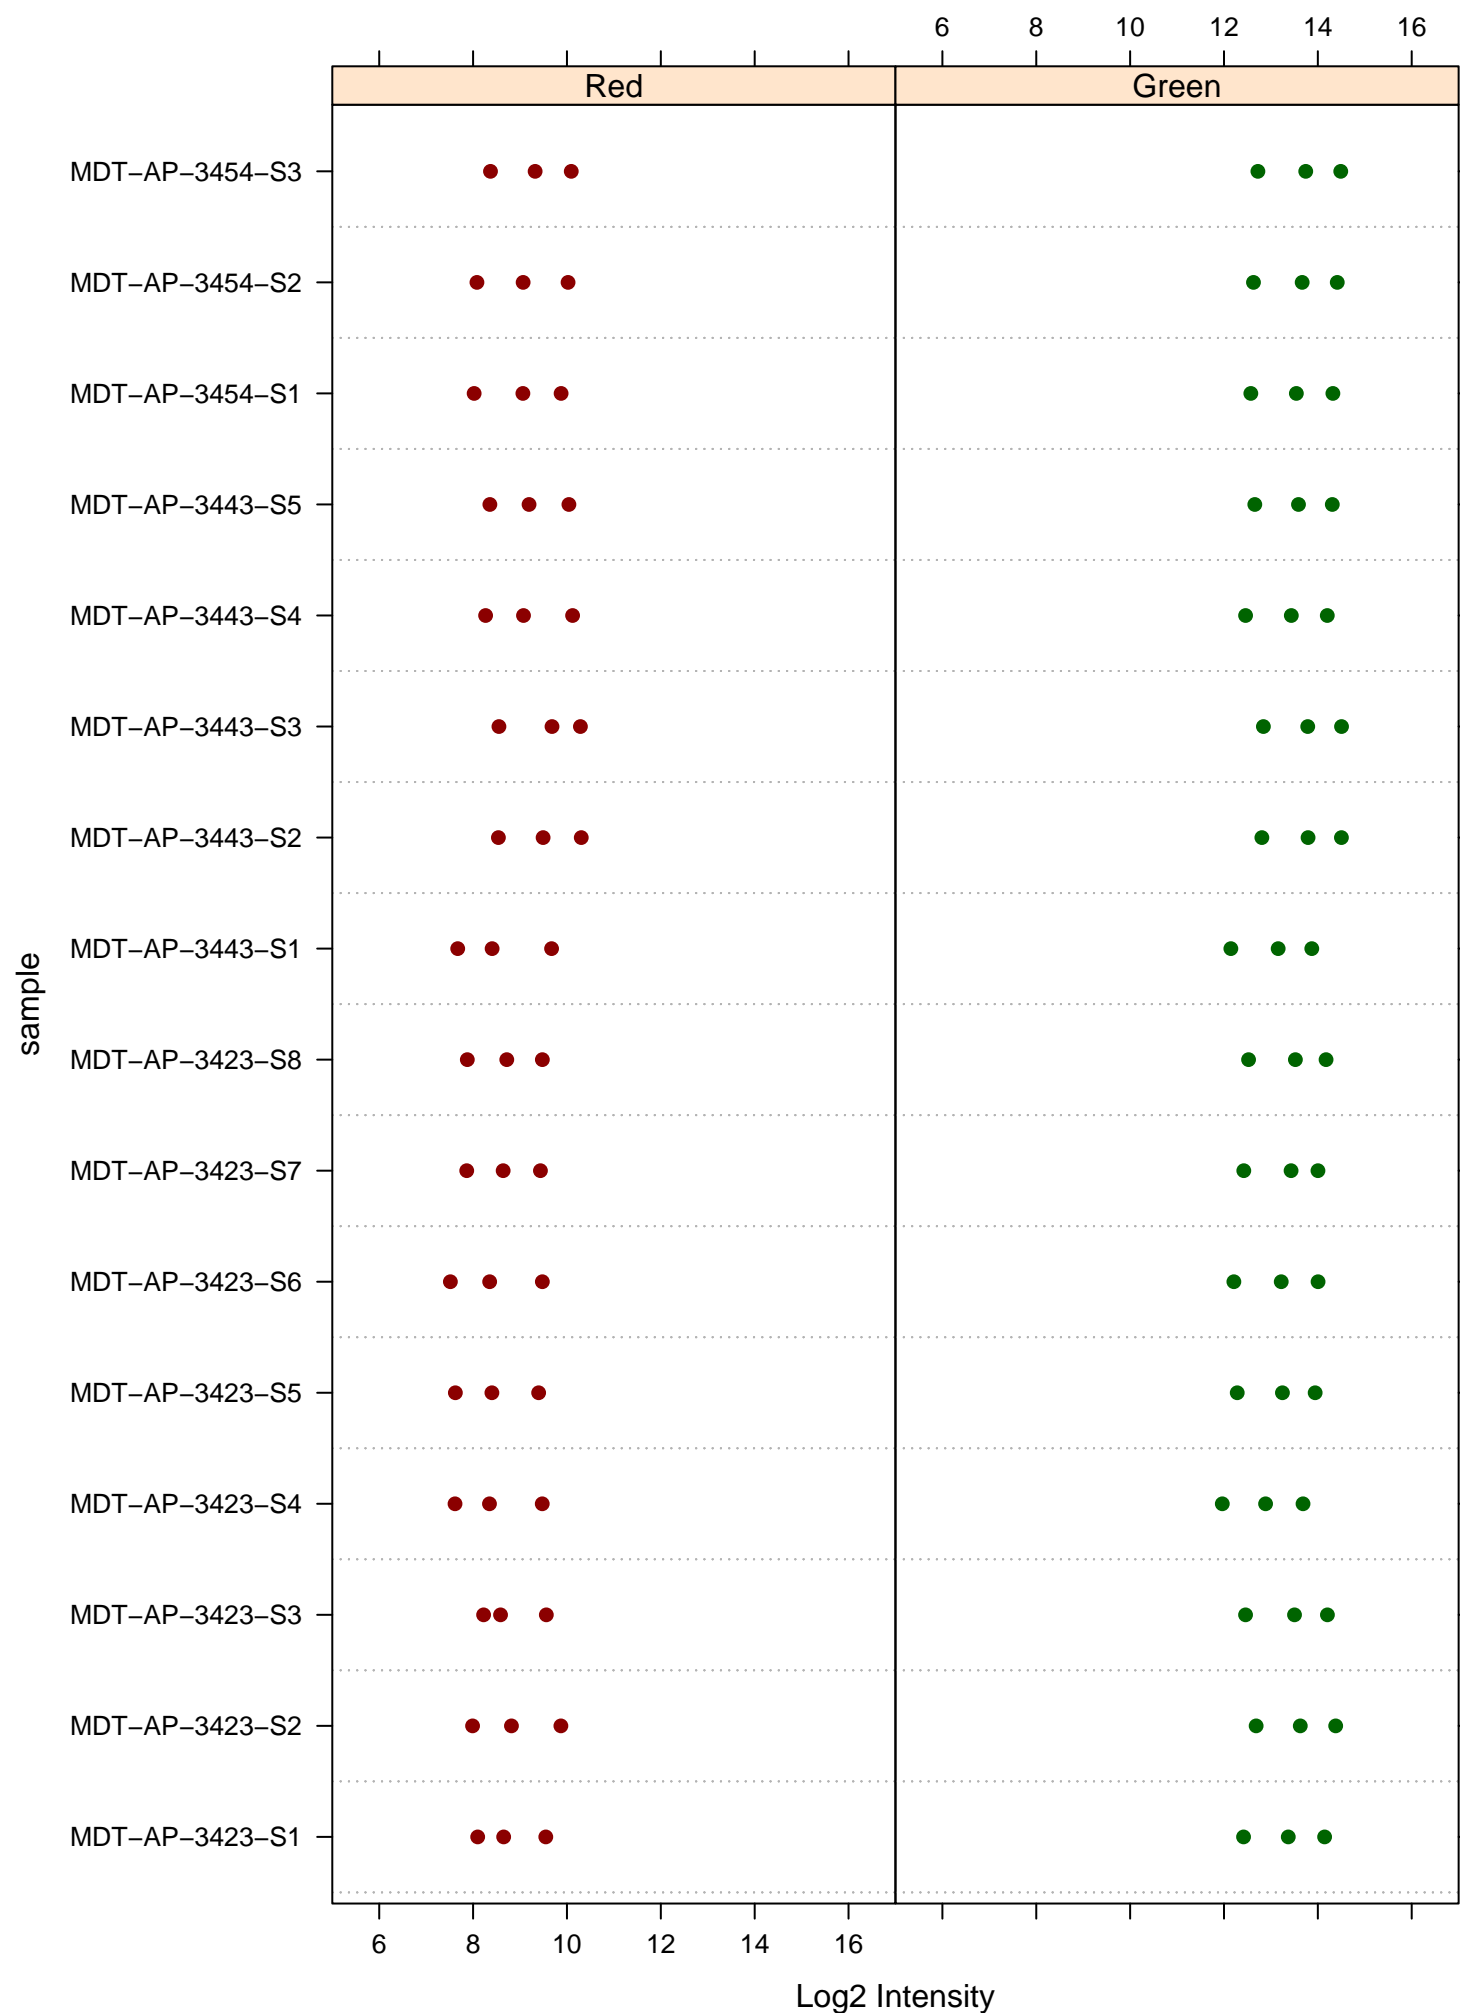 6 8 10 12 14 16
Red Green
MDT−AP−3454−S3
MDT−AP−3454−S2
MDT−AP−3454−S1
MDT−AP−3443−S5
MDT−AP−3443−S4
MDT−AP−3443−S3
MDT−AP−3443−S2
MDT−AP−3443−S1
MDT−AP−3423−S8
MDT−AP−3423−S7
MDT−AP−3423−S6
MDT−AP−3423−S5
MDT−AP−3423−S4
MDT−AP−3423−S3
MDT−AP−3423−S2
MDT−AP−3423−S1
sample
6 8 10 12 14 16
Log2 Intensity